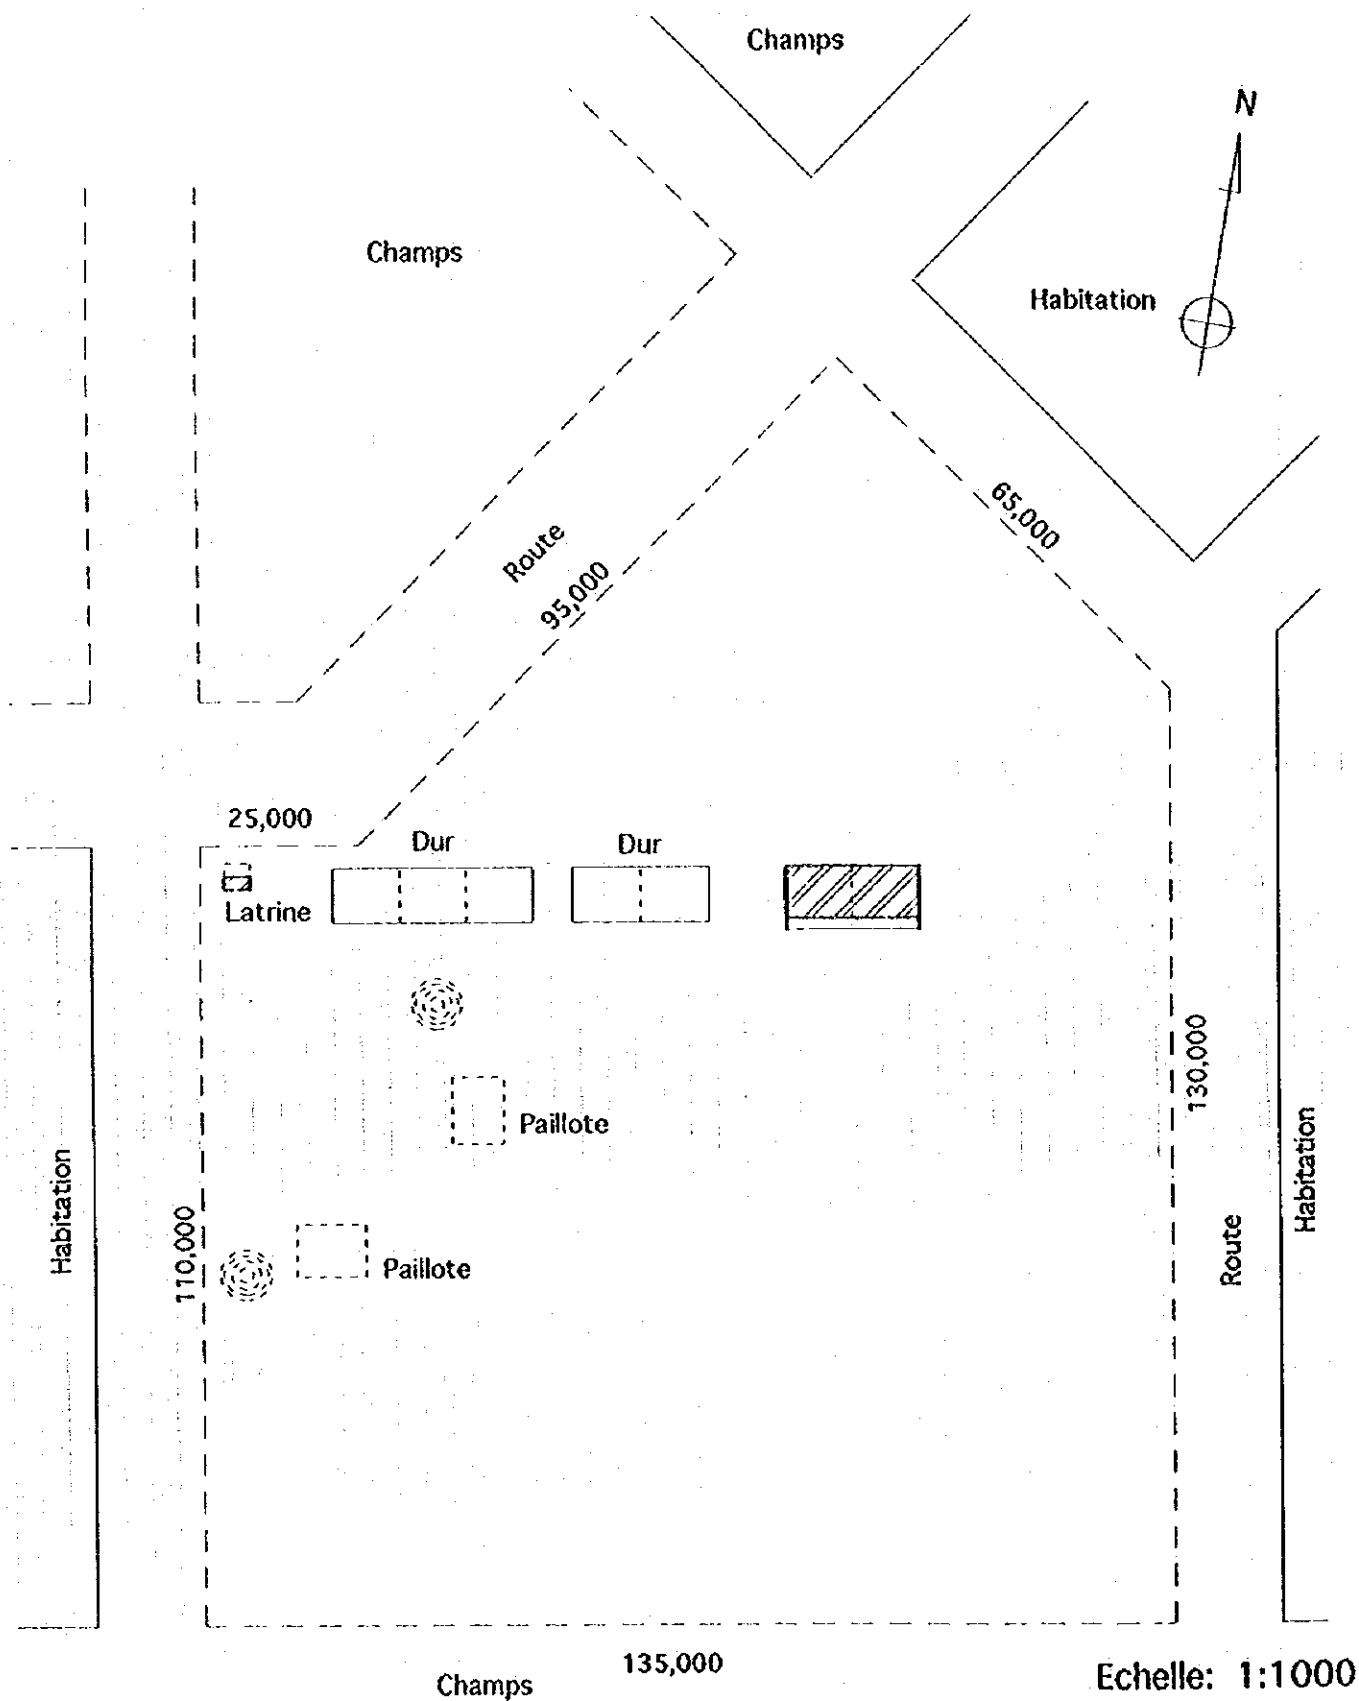 Champs
N
Champs
Habitation
65,000
Route
95,000
25,000
Dur
Dur
Latrine
130,000
Paillote
Habitation
Habitation
110,000
Route
Paillote
135,000
Champs
Echelle: 1:1000